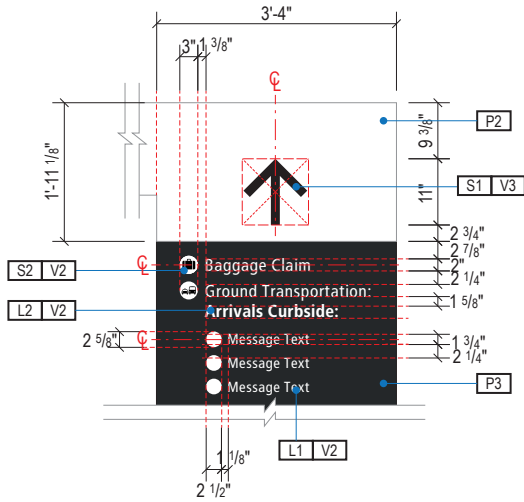 3'-4"
3" 1 3/8"
℄
P2
9 3/8"
1'-11 1/8"
11"
S1 V3
2 3/4"
2 7/8"
℄
Baggage Claim
2"
S2 V2
2 1/4"
Ground Transportation:
1 5/8"
L2 V2
Arrivals Curbside:
2 5/8"
℄
Message Text
1 3/4"
2 1/4"
Message Text
P3
Message Text
L1 V2
1 1/8"
2 1/2"